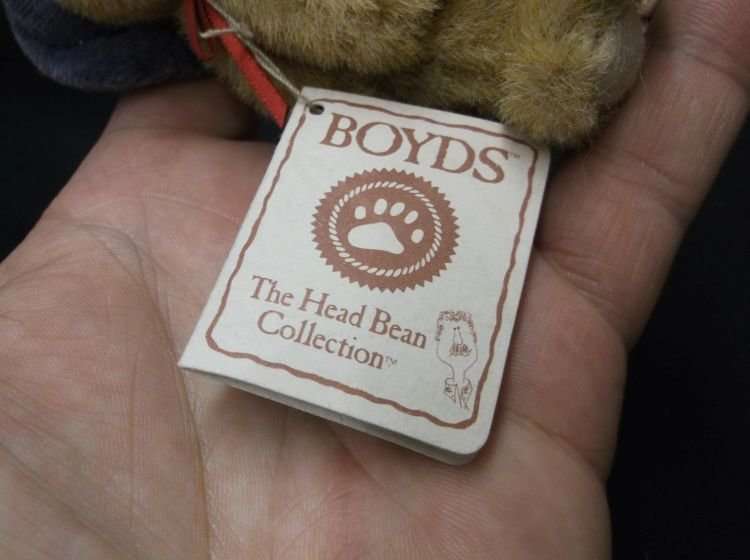 BOYDS™
The Head Bean
Collection™